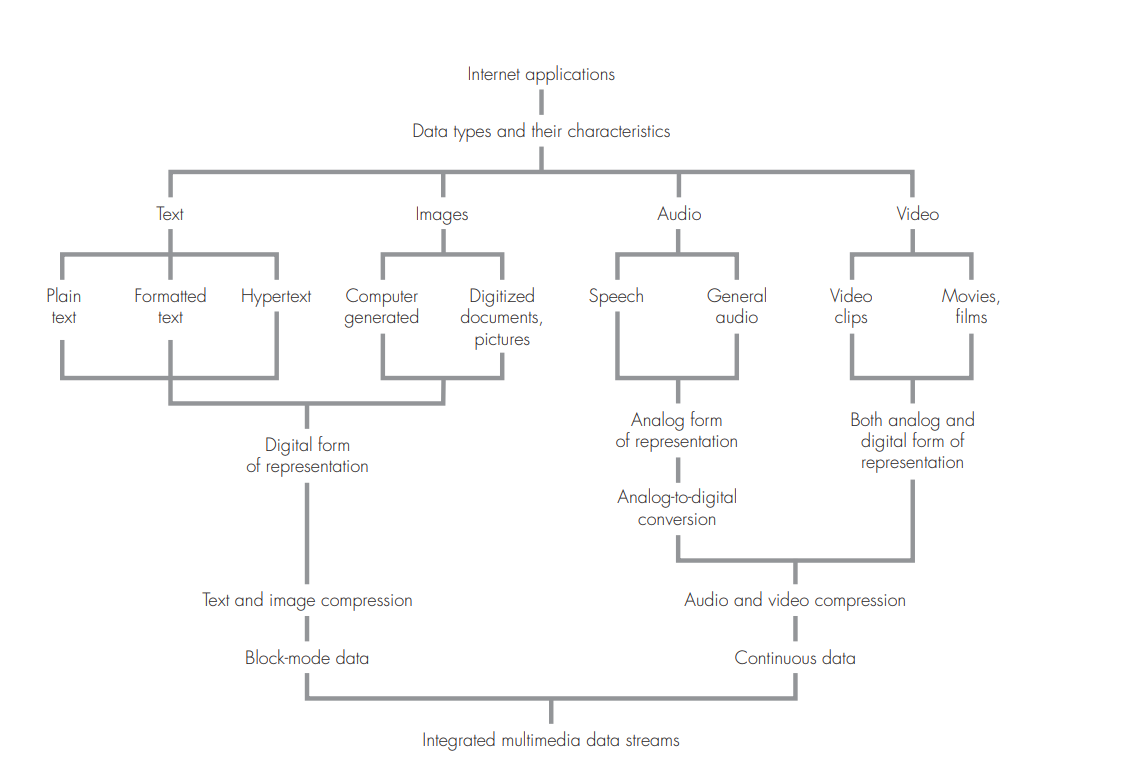 Internet applications
Data types and their characteristics
Text
Images
Audio
Video
Plain
text
Formatted
text
Hypertext
Computer
generated
Digitized
documents,
pictures
Speech
General
audio
Video
clips
Movies,
films
Digital form
of representation
Analog form
of representation
Both analog and
digital form of
representation
Analog-to-digital
conversion
Text and image compression
Audio and video compression
Block-mode data
Continuous data
Integrated multimedia data streams